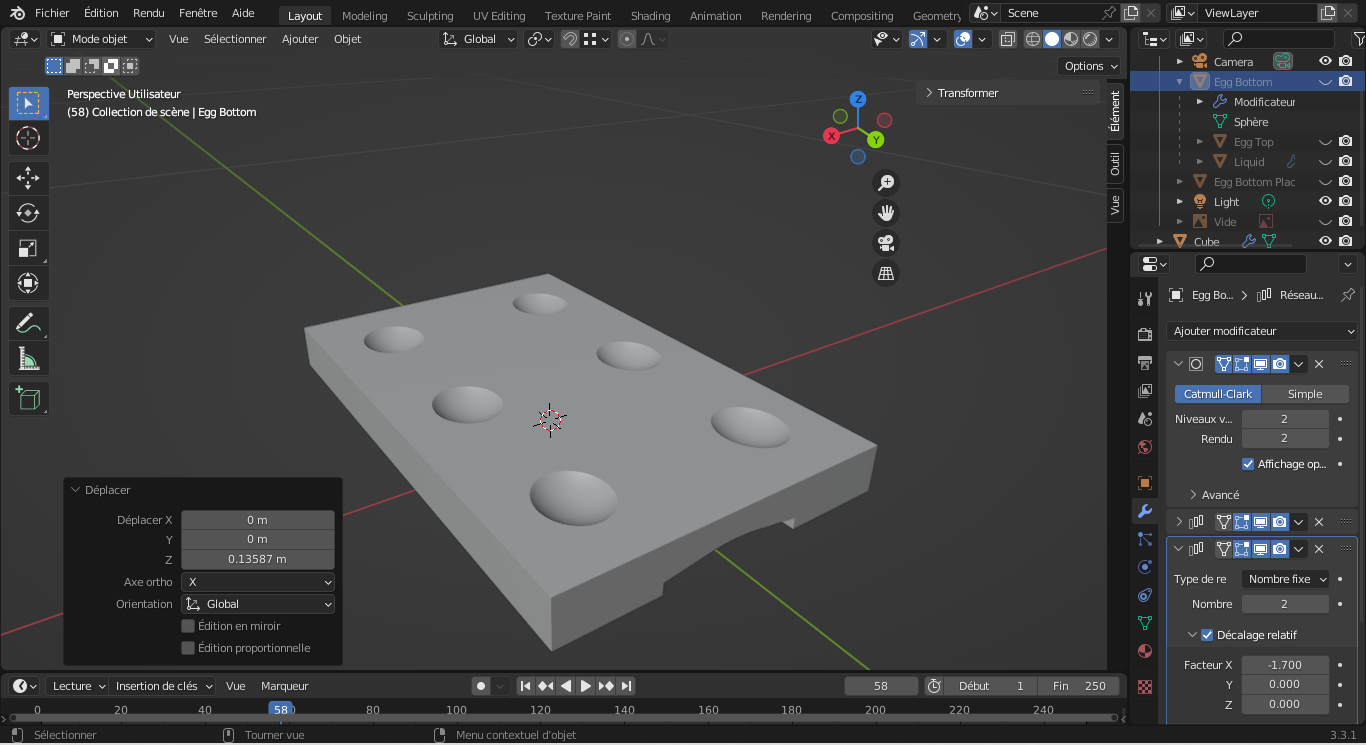 Fichier Édition Rendu Fenêtre Aide Layout Modeling Sculpting UV Editing Texture Paint Shading Animation Rendering Compositing Geometry Scene ViewLayer
Mode objet Vue Sélectionner Ajouter Objet Global
Options
Perspective Utilisateur
(58) Collection de scène | Egg Bottom
Transformer
Élément
Outil
Vue
Z
X
Y
Camera
Egg Bottom
Modificateur
Sphère
Egg Top
Liquid
Egg Bottom Plac
Light
Vide
Cube
Egg Bo... Réseau...
Ajouter modificateur
Catmull-Clark Simple
Niveaux v... 2
Rendu 2
Affichage op...
Avancé
Type de re Nombre fixe
Nombre 2
Décalage relatif
Facteur X -1.700
Y 0.000
Z 0.000
Déplacer
Déplacer X 0 m
Y 0 m
Z 0.13587 m
Axe ortho X
Orientation Global
Édition en miroir
Édition proportionnelle
Lecture Insertion de clés Vue Marqueur 58 Début 1 Fin 250
0 20 40 58 80 100 120 140 160 180 200 220 240
Sélectionner Tourner vue Menu contextuel d'objet 3.3.1